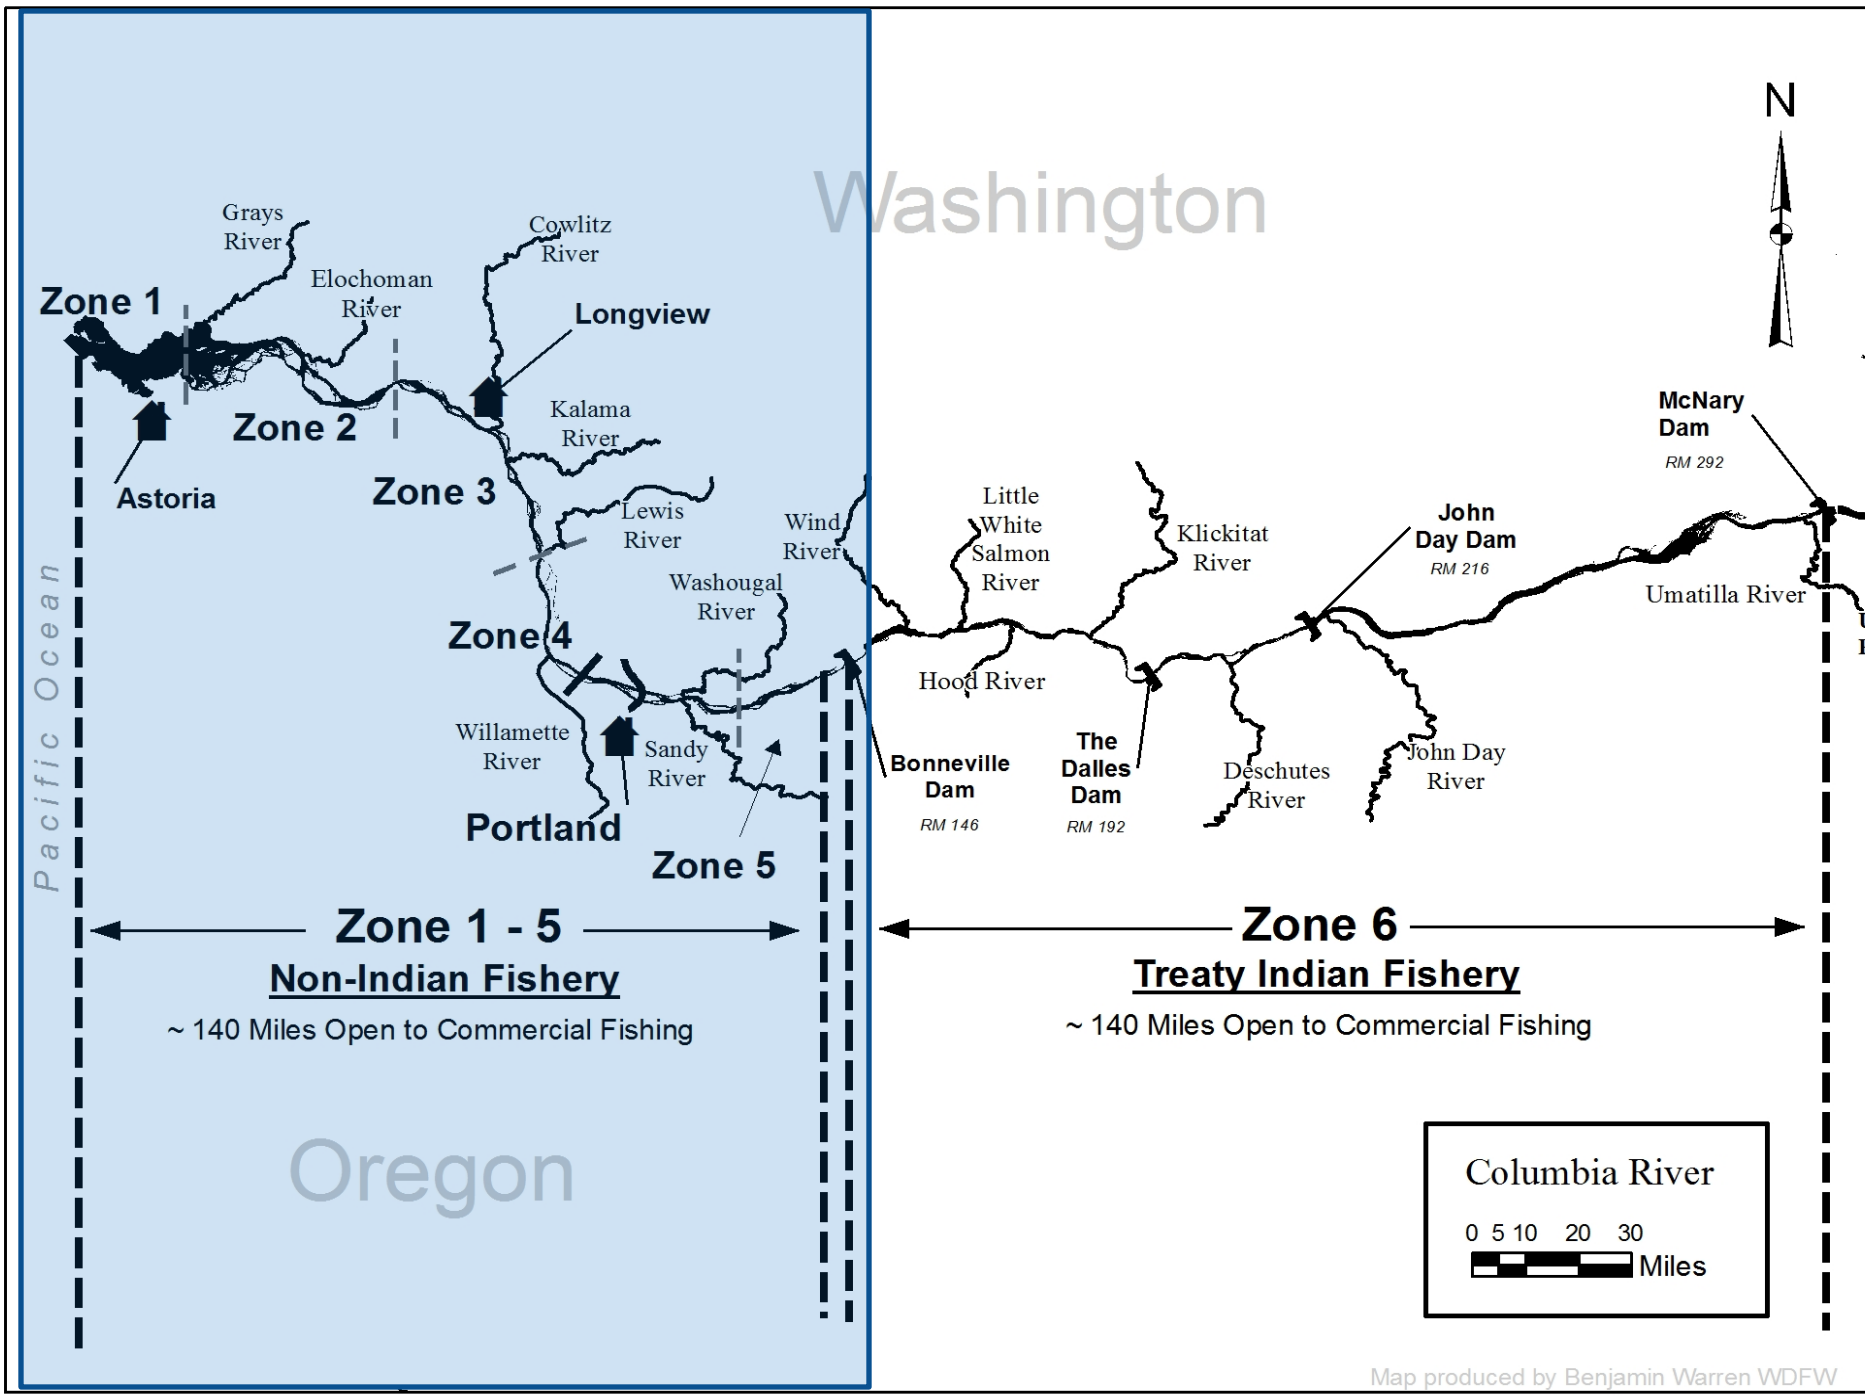 N
Washington
Grays
River
Cowlitz
River
Elochoman
River
Zone 1
Longview
Zone 2
Kalama
River
Zone 3
Astoria
Lewis
River
Wind
River
Little
White
Salmon
River
Klickitat
River
John
Day Dam
RM 216
McNary
Dam
RM 292
Umatilla River
Washougal
River
Zone 4
Hood River
Pacific Ocean
Willamette
River
Sandy
River
Portland
Zone 5
Bonneville
Dam
RM 146
The
Dalles
Dam
RM 192
Deschutes
River
John Day
River
Zone 1 - 5
Non-Indian Fishery
~ 140 Miles Open to Commercial Fishing
Zone 6
Treaty Indian Fishery
~ 140 Miles Open to Commercial Fishing
Oregon
Columbia River
0 5 10 20 30
Miles
Map produced by Benjamin Warren WDFW